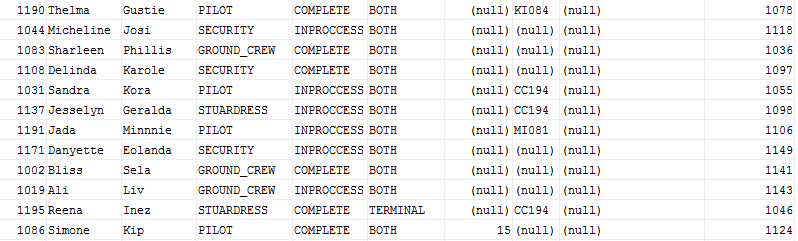 1190 Thelma Gustie PILOT COMPLETE BOTH (null) KI084 (null) 1078
1044 Micheline Josi SECURITY INPROCCESS BOTH (null) (null) (null) 1118
1083 Sharleen Phillis GROUND_CREW COMPLETE BOTH (null) (null) (null) 1036
1108 Delinda Karole SECURITY COMPLETE BOTH (null) (null) (null) 1097
1031 Sandra Kora PILOT INPROCCESS BOTH (null) CC194 (null) 1055
1137 Jesselyn Geralda STUARDRESS INPROCCESS BOTH (null) CC194 (null) 1098
1191 Jada Minnnie PILOT INPROCCESS BOTH (null) MI081 (null) 1106
1171 Danyette Eolanda SECURITY INPROCCESS BOTH (null) (null) (null) 1149
1002 Bliss Sela GROUND_CREW COMPLETE BOTH (null) (null) (null) 1141
1019 Ali Liv GROUND_CREW INPROCCESS BOTH (null) (null) (null) 1143
1195 Reena Inez STUARDRESS COMPLETE TERMINAL (null) CC194 (null) 1046
1086 Simone Kip PILOT COMPLETE BOTH 15 (null) (null) 1124